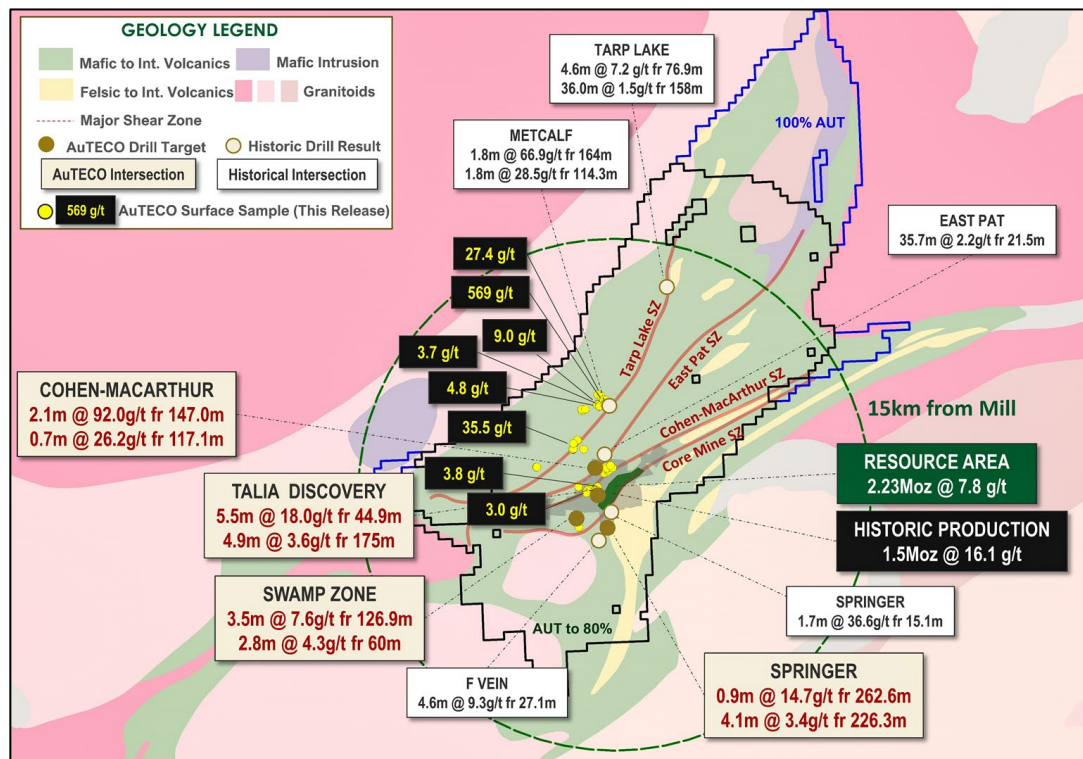 GEOLOGY LEGEND
Mafic to Int. Volcanics
Mafic Intrusion
Felsic to Int. Volcanics
Granitoids
Major Shear Zone
AuTECO Drill Target
Historic Drill Result
AuTECO Intersection
Historical Intersection
569 g/t
AuTECO Surface Sample (This Release)
TARP LAKE
4.6m @ 7.2 g/t fr 76.9m
36.0m @ 1.5g/t fr 158m
METCALF
1.8m @ 66.9g/t fr 164m
1.8m @ 28.5g/t fr 114.3m
100% AUT
EAST PAT
35.7m @ 2.2g/t fr 21.5m
27.4 g/t
569 g/t
9.0 g/t
3.7 g/t
4.8 g/t
35.5 g/t
3.8 g/t
3.0 g/t
Tarp Lake SZ
East Pat SZ
Cohen-MacArthur SZ
Core Mine SZ
15km from Mill
COHEN-MACARTHUR
2.1m @ 92.0g/t fr 147.0m
0.7m @ 26.2g/t fr 117.1m
RESOURCE AREA
2.23Moz @ 7.8 g/t
TALIA DISCOVERY
5.5m @ 18.0g/t fr 44.9m
4.9m @ 3.6g/t fr 175m
HISTORIC PRODUCTION
1.5Moz @ 16.1 g/t
SWAMP ZONE
3.5m @ 7.6g/t fr 126.9m
2.8m @ 4.3g/t fr 60m
SPRINGER
1.7m @ 36.6g/t fr 15.1m
AUT to 80%
F VEIN
4.6m @ 9.3g/t fr 27.1m
SPRINGER
0.9m @ 14.7g/t fr 262.6m
4.1m @ 3.4g/t fr 226.3m